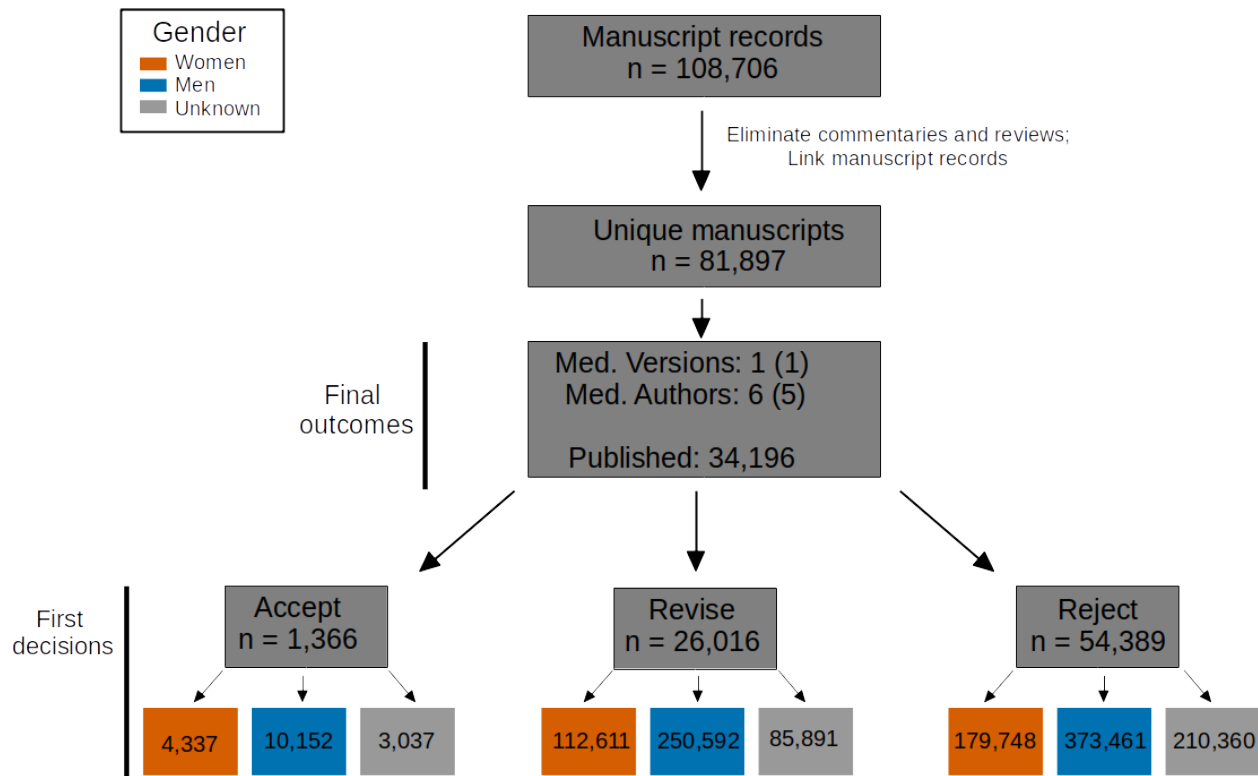 Gender
Women
Men
Unknown
Manuscript records
n = 108,706
Eliminate commentaries and reviews;
Link manuscript records
Unique manuscripts
n = 81,897
Final
outcomes
Med. Versions: 1 (1)
Med. Authors: 6 (5)
Published: 34,196
First
decisions
Accept
n = 1,366
Revise
n = 26,016
Reject
n = 54,389
4,337
10,152
3,037
112,611
250,592
85,891
179,748
373,461
210,360